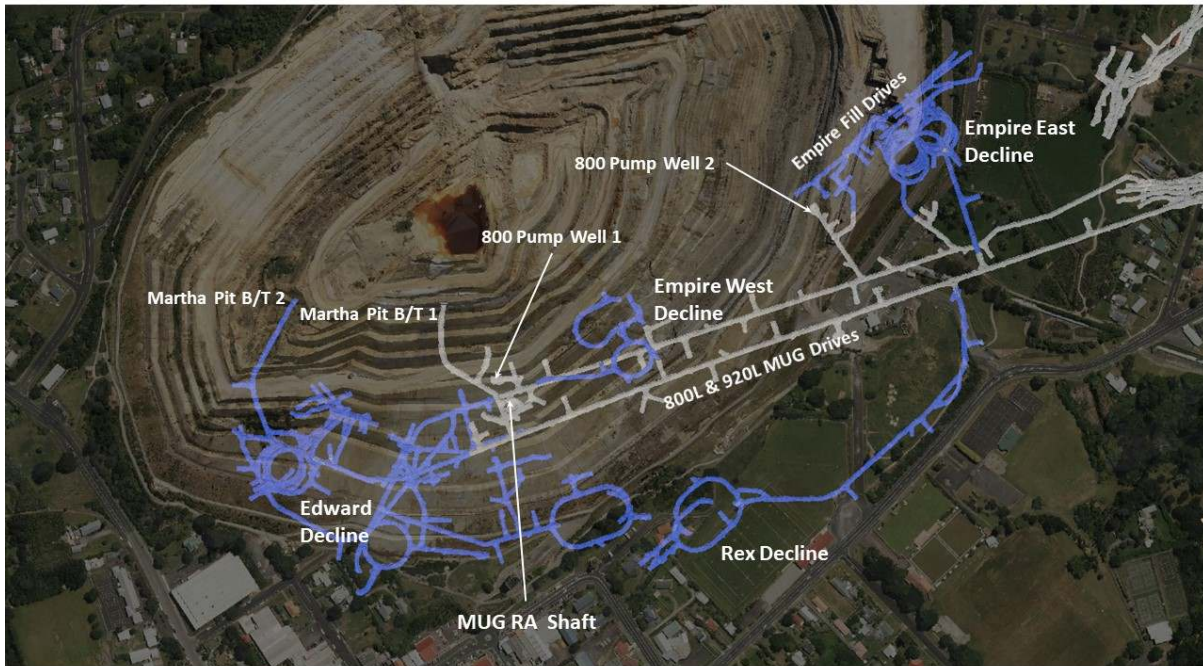 Empire Fill Drives
Empire East
Decline
800 Pump Well 2
800 Pump Well 1
Empire West
Decline
Martha Pit B/T 2
Martha Pit B/T 1
800L & 920L MUG Drives
Edward
Decline
Rex Decline
MUG RA Shaft